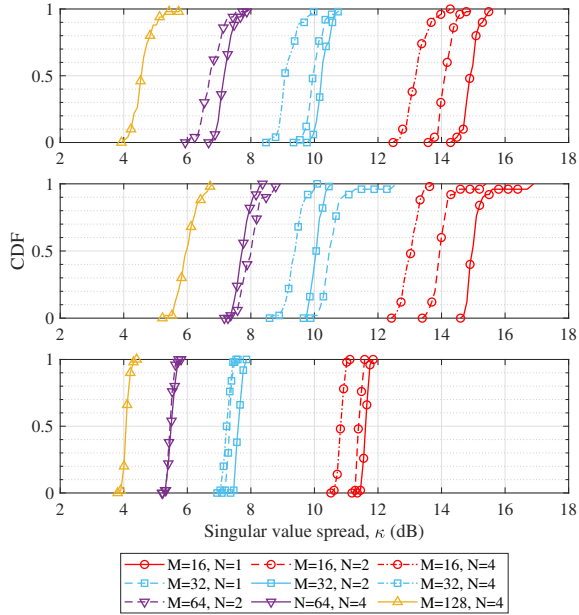 1
0.5
0
2 4 6 8 10 12 14 16 18
1
0.5
0
2 4 6 8 10 12 14 16 18
CDF
1
0.5
0
2 4 6 8 10 12 14 16 18
Singular value spread, κ (dB)
M=16, N=1 M=16, N=2 M=16, N=4
M=32, N=1 M=32, N=2 M=32, N=4
M=64, N=2 N=64, N=4 M=128, N=4